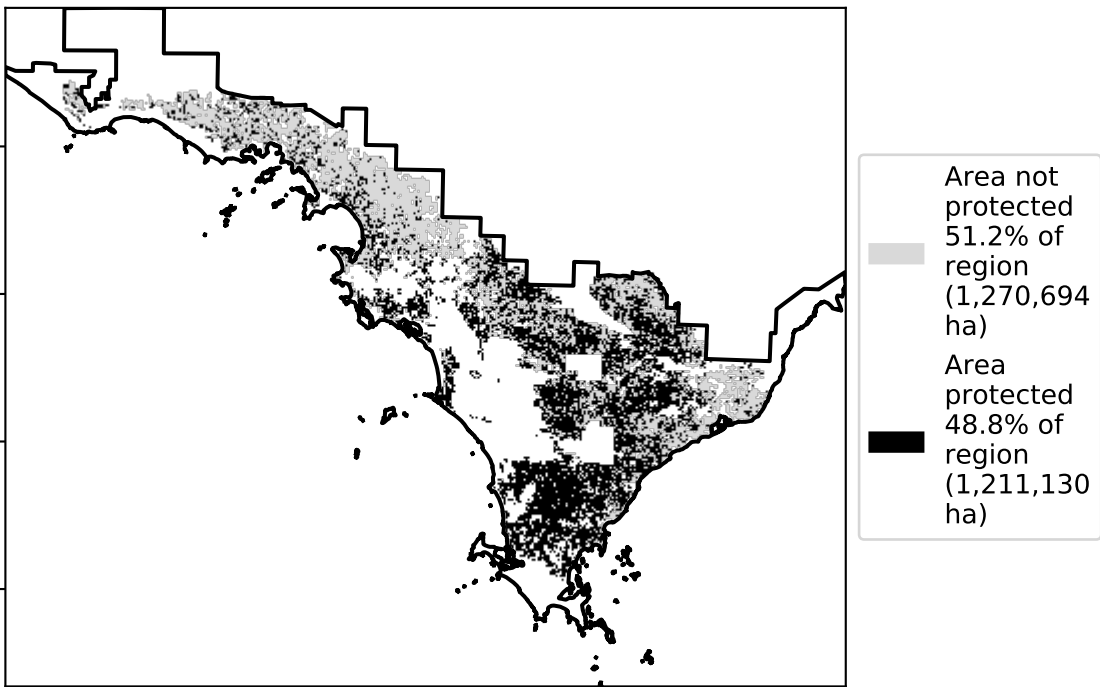 Area not
protected
51.2% of
region
(1,270,694
ha)
Area
protected
48.8% of
region
(1,211,130
ha)